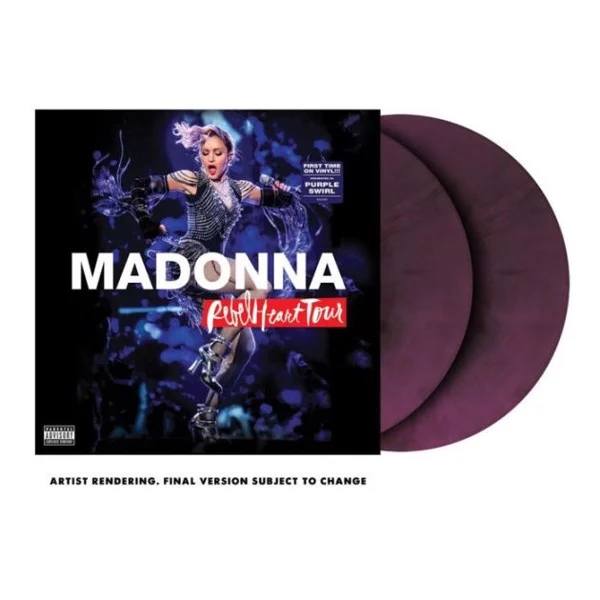 FIRST TIME
ON VINYL!!!
PURPLE
SWIRL
MADONNA
Rebel Heart Tour
PARENTAL
ADVISORY
EXPLICIT CONTENT
ARTIST RENDERING. FINAL VERSION SUBJECT TO CHANGE